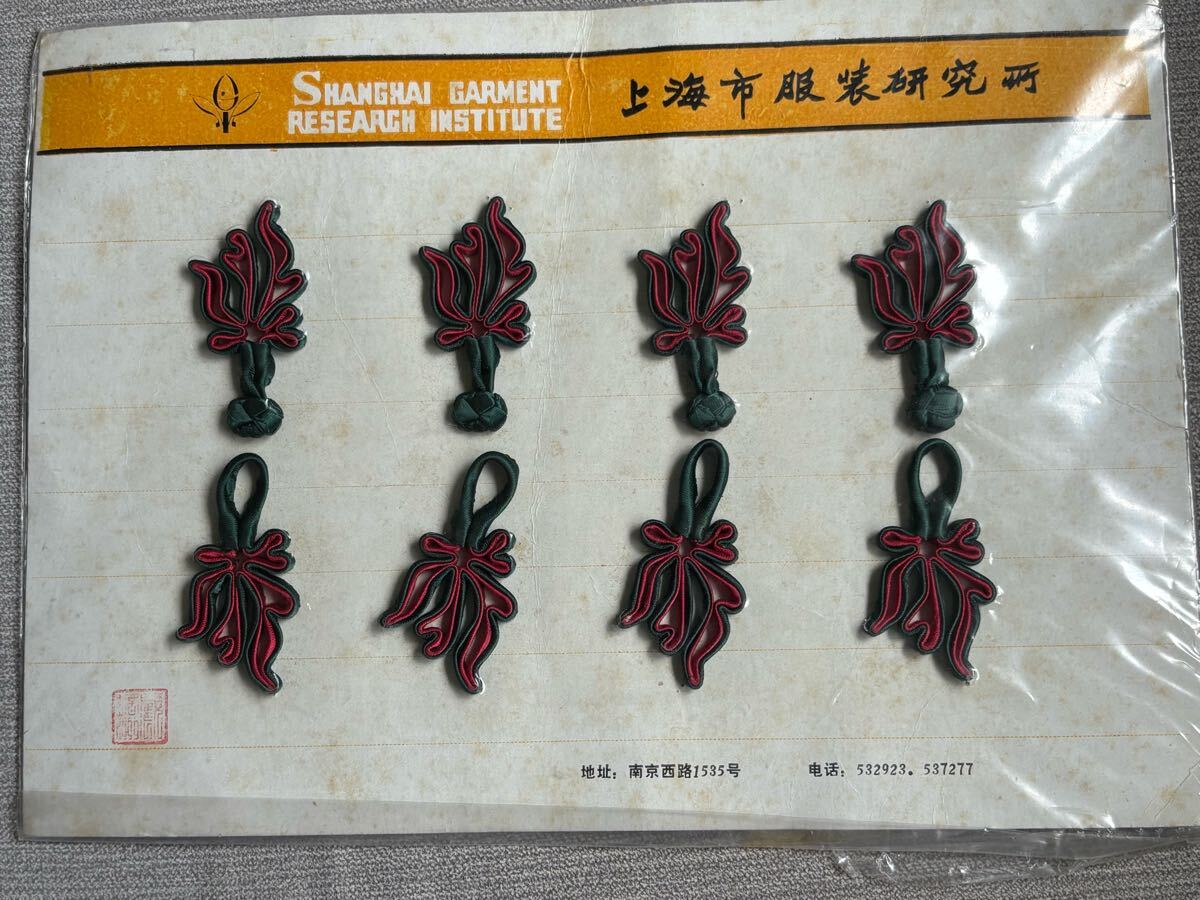 SHANGHAI GARMENT
RESEARCH INSTITUTE
上海市服装研究所
地址：南京西路1535号
电话：532923。537277